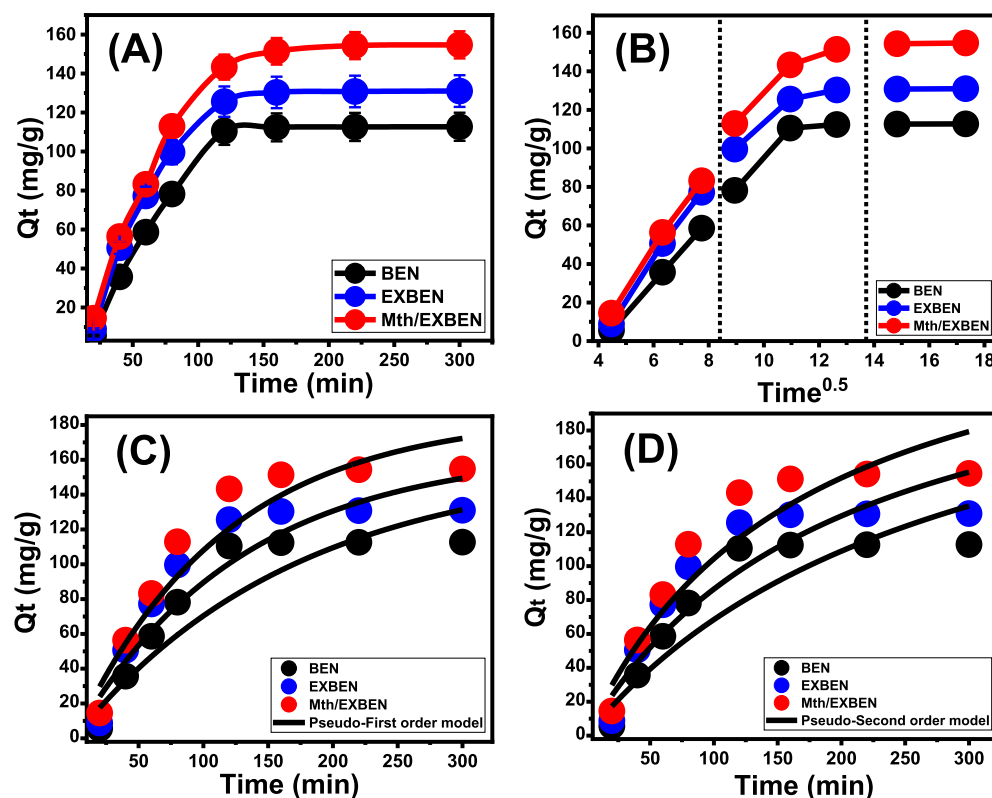 (A)
Qt (mg/g)
160
140
120
100
80
60
40
20
BEN
EXBEN
Mth/EXBEN
50 100 150 200 250 300
Time (min)
(B)
Qt (mg/g)
160
140
120
100
80
60
40
20
0
BEN
EXBEN
Mth/EXBEN
4 6 8 10 12 14 16 18
Time^0.5
(C)
Qt (mg/g)
180
160
140
120
100
80
60
40
20
0
BEN
EXBEN
Mth/EXBEN
Pseudo-First order model
50 100 150 200 250 300
Time (min)
(D)
Qt (mg/g)
180
160
140
120
100
80
60
40
20
0
BEN
EXBEN
Mth/EXBEN
Pseudo-Second order model
50 100 150 200 250 300
Time (min)